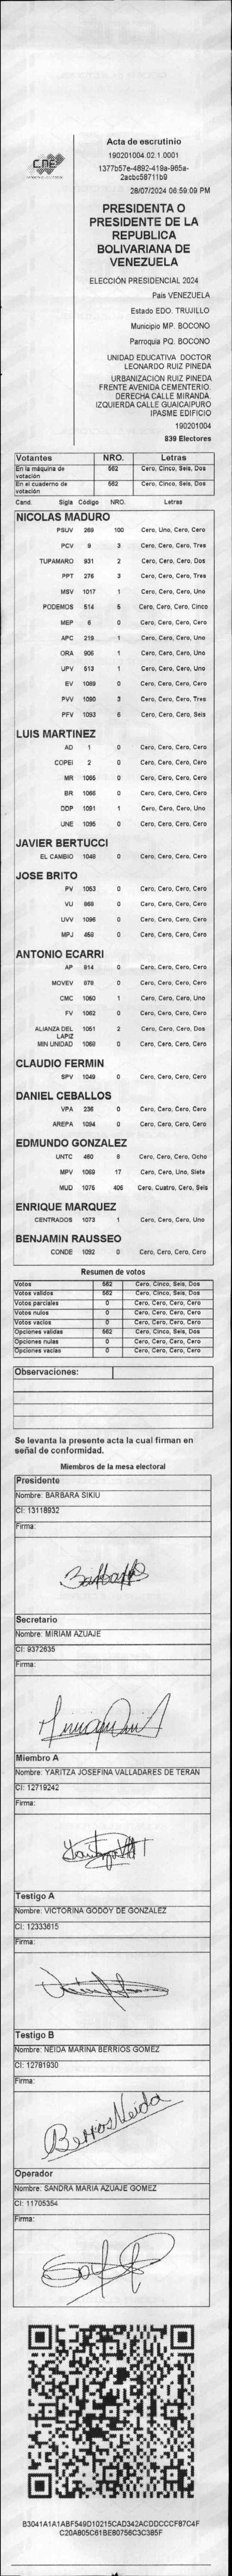 CNE
Acta de escrutinio
190201004.02.1.0001
1377b57e-4892-419a-965a-
2acbc58711b9
28/07/2024 06:59:09 PM
PRESIDENTA O
PRESIDENTE DE LA
REPUBLICA
BOLIVARIANA DE
VENEZUELA
ELECCIÓN PRESIDENCIAL 2024
País VENEZUELA
Estado EDO. TRUJILLO
Municipio MP. BOCONO
Parroquia PQ. BOCONO
UNIDAD EDUCATIVA DOCTOR
LEONARDO RUIZ PINEDA
URBANIZACION RUIZ PINEDA
FRENTE AVENIDA CEMENTERIO.
DERECHA CALLE MIRANDA.
IZQUIERDA CALLE GUAICAIPURO
IPASME EDIFICIO
190201004
839 Electores
Votantes NRO. Letras
En la máquina de votación 562 Cero, Cinco, Seis, Dos
En el cuaderno de votación 562 Cero, Cinco, Seis, Dos
Cand. Sigla Código NRO. Letras
NICOLAS MADURO
PSUV 269 100 Cero, Uno, Cero, Cero
PCV 9 3 Cero, Cero, Cero, Tres
TUPAMARO 931 2 Cero, Cero, Cero, Dos
PPT 276 3 Cero, Cero, Cero, Tres
MSV 1017 1 Cero, Cero, Cero, Uno
PODEMOS 514 5 Cero, Cero, Cero, Cinco
MEP 6 0 Cero, Cero, Cero, Cero
APC 219 1 Cero, Cero, Cero, Uno
ORA 906 1 Cero, Cero, Cero, Uno
UPV 513 1 Cero, Cero, Cero, Uno
EV 1089 0 Cero, Cero, Cero, Cero
PVV 1090 3 Cero, Cero, Cero, Tres
PFV 1093 6 Cero, Cero, Cero, Seis
LUIS MARTINEZ
AD 1 0 Cero, Cero, Cero, Cero
COPEI 2 0 Cero, Cero, Cero, Cero
MR 1065 0 Cero, Cero, Cero, Cero
BR 1066 0 Cero, Cero, Cero, Cero
DDP 1091 1 Cero, Cero, Cero, Uno
UNE 1095 0 Cero, Cero, Cero, Cero
JAVIER BERTUCCI
EL CAMBIO 1048 0 Cero, Cero, Cero, Cero
JOSE BRITO
PV 1053 0 Cero, Cero, Cero, Cero
VU 868 0 Cero, Cero, Cero, Cero
UVV 1096 0 Cero, Cero, Cero, Cero
MPJ 458 0 Cero, Cero, Cero, Cero
ANTONIO ECARRI
AP 814 0 Cero, Cero, Cero, Cero
MOVEV 878 0 Cero, Cero, Cero, Cero
CMC 1060 1 Cero, Cero, Cero, Uno
FV 1062 0 Cero, Cero, Cero, Cero
ALIANZA DEL LAPIZ 1051 2 Cero, Cero, Cero, Dos
MIN UNIDAD 1068 0 Cero, Cero, Cero, Cero
CLAUDIO FERMIN
SPV 1049 0 Cero, Cero, Cero, Cero
DANIEL CEBALLOS
VPA 236 0 Cero, Cero, Cero, Cero
AREPA 1094 0 Cero, Cero, Cero, Cero
EDMUNDO GONZALEZ
UNTC 460 8 Cero, Cero, Cero, Ocho
MPV 1069 17 Cero, Cero, Uno, Siete
MUD 1075 406 Cero, Cuatro, Cero, Seis
ENRIQUE MARQUEZ
CENTRADOS 1073 1 Cero, Cero, Cero, Uno
BENJAMIN RAUSSEO
CONDE 1092 0 Cero, Cero, Cero, Cero
Resumen de votos
Votos 562 Cero, Cinco, Seis, Dos
Votos validos 562 Cero, Cinco, Seis, Dos
Votos parciales 0 Cero, Cero, Cero, Cero
Votos nulos 0 Cero, Cero, Cero, Cero
Votos vacios 0 Cero, Cero, Cero, Cero
Opciones validas 562 Cero, Cinco, Seis, Dos
Opciones nulas 0 Cero, Cero, Cero, Cero
Opciones vacias 0 Cero, Cero, Cero, Cero
Observaciones:
Se levanta la presente acta la cual firman en
señal de conformidad.
Miembros de la mesa electoral
Presidente
Nombre: BARBARA SIKIU
CI: 13118932
Firma:
Secretario
Nombre: MIRIAM AZUAJE
CI: 9372635
Firma:
Miembro A
Nombre: YARITZA JOSEFINA VALLADARES DE TERAN
CI: 12719242
Firma:
Testigo A
Nombre: VICTORINA GODOY DE GONZALEZ
CI: 12333615
Firma:
Testigo B
Nombre: NEIDA MARINA BERRIOS GOMEZ
CI: 12781930
Firma:
Berrios Neida
Operador
Nombre: SANDRA MARIA AZUAJE GOMEZ
CI: 11705354
Firma:
B3041A1A1ABF549D10215CAD342ACDDCCCF87C4F
C20A805C61BE80756C3C385F